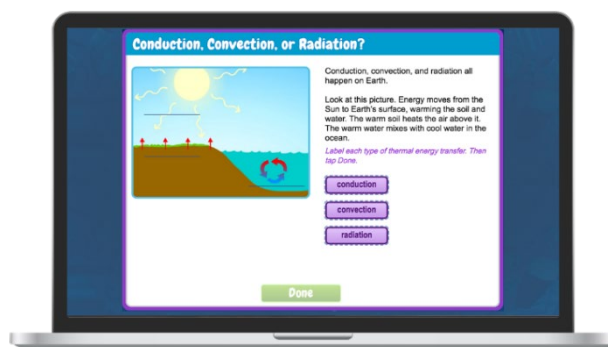 Conduction, Convection, or Radiation?
Conduction, convection, and radiation all
happen on Earth.
Look at this picture. Energy moves from the
Sun to Earth's surface, warming the soil and
water. The warm soil heats the air above it.
The warm water mixes with cool water in the
ocean.
Label each type of thermal energy transfer. Then
tap Done.
conduction
convection
radiation
Done